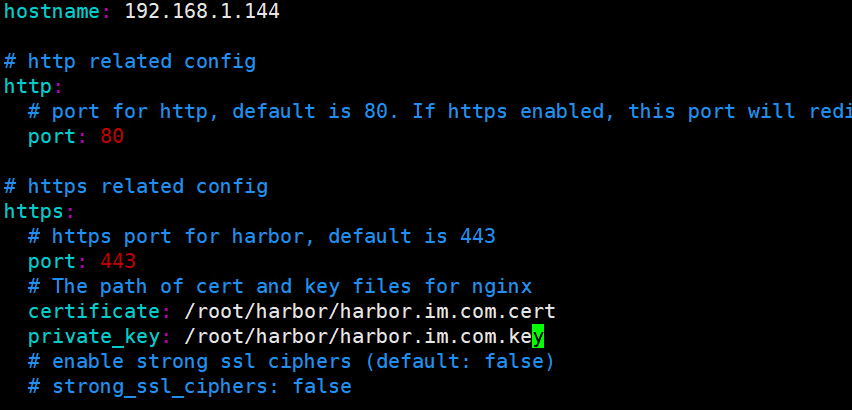 hostname: 192.168.1.144
# http related config
http:
# port for http, default is 80. If https enabled, this port will redi
port: 80
# https related config
https:
# https port for harbor, default is 443
port: 443
# The path of cert and key files for nginx
certificate: /root/harbor/harbor.im.com.cert
private_key: /root/harbor/harbor.im.com.key
# enable strong ssl ciphers (default: false)
# strong_ssl_ciphers: false